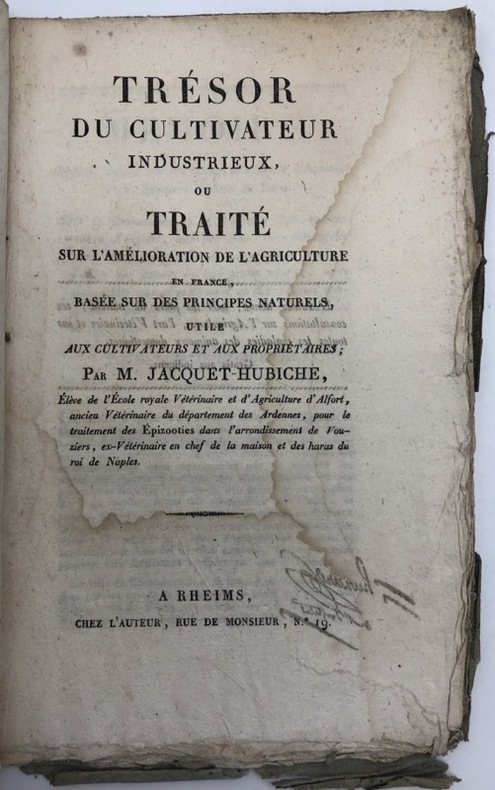 TRÉSOR
DU CULTIVATEUR
INDUSTRIEUX,
OU
TRAITÉ
SUR L'AMÉLIORATION DE L'AGRICULTURE
EN FRANCE,
BASÉE SUR DES PRINCIPES NATURELS,
UTILE
AUX CULTIVATEURS ET AUX PROPRIÉTAIRES;
PAR M. JACQUET-HUBICHE,
Élève de l'École royale Vétérinaire et d'Agriculture d'Alfort,
ancien Vétérinaire du département des Ardennes, pour le
traitement des Épizooties dans l'arrondissement de Vou-
ziers, ex-Vétérinaire en chef de la maison et des haras du
roi de Naples.
A RHEIMS,
CHEZ L'AUTEUR, RUE DE MONSIEUR, N.° 19.